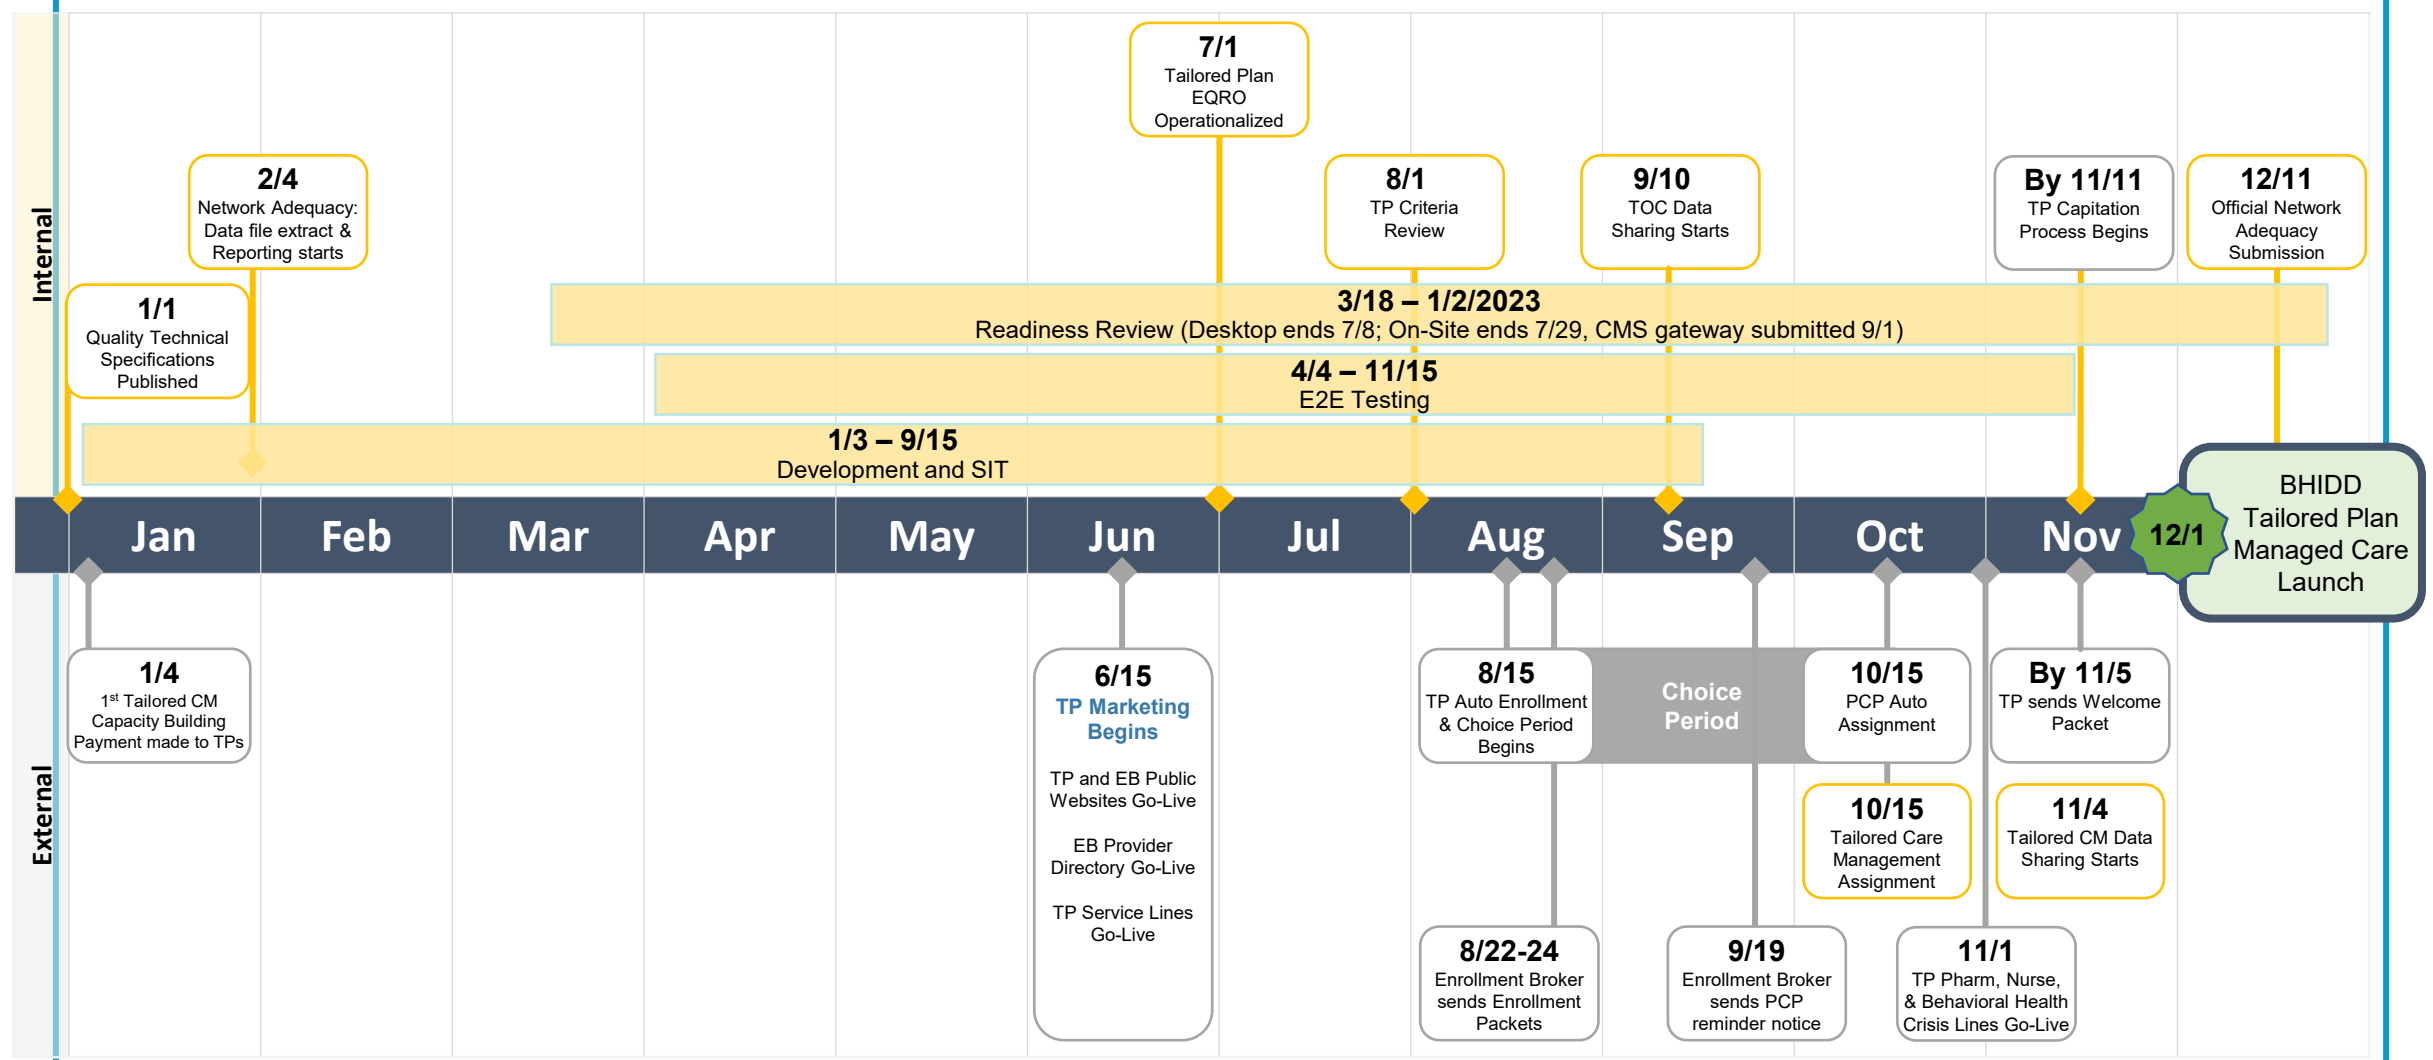 Internal
7/1
Tailored Plan
EQRO
Operationalized
2/4
Network Adequacy:
Data file extract &
Reporting starts
8/1
TP Criteria
Review
9/10
TOC Data
Sharing Starts
By 11/11
TP Capitation
Process Begins
12/11
Official Network
Adequacy
Submission
1/1
Quality Technical
Specifications
Published
3/18 – 1/2/2023
Readiness Review (Desktop ends 7/8; On-Site ends 7/29, CMS gateway submitted 9/1)
4/4 – 11/15
E2E Testing
1/3 – 9/15
Development and SIT
Jan
Feb
Mar
Apr
May
Jun
Jul
Aug
Sep
Oct
Nov
12/1
BHIDD
Tailored Plan
Managed Care
Launch
External
1/4
1st Tailored CM
Capacity Building
Payment made to TPs
6/15
TP Marketing
Begins
TP and EB Public
Websites Go-Live
EB Provider
Directory Go-Live
TP Service Lines
Go-Live
8/15
TP Auto Enrollment
& Choice Period
Begins
Choice
Period
10/15
PCP Auto
Assignment
By 11/5
TP sends Welcome
Packet
10/15
Tailored Care
Management
Assignment
11/4
Tailored CM Data
Sharing Starts
8/22-24
Enrollment Broker
sends Enrollment
Packets
9/19
Enrollment Broker
sends PCP
reminder notice
11/1
TP Pharm, Nurse,
& Behavioral Health
Crisis Lines Go-Live